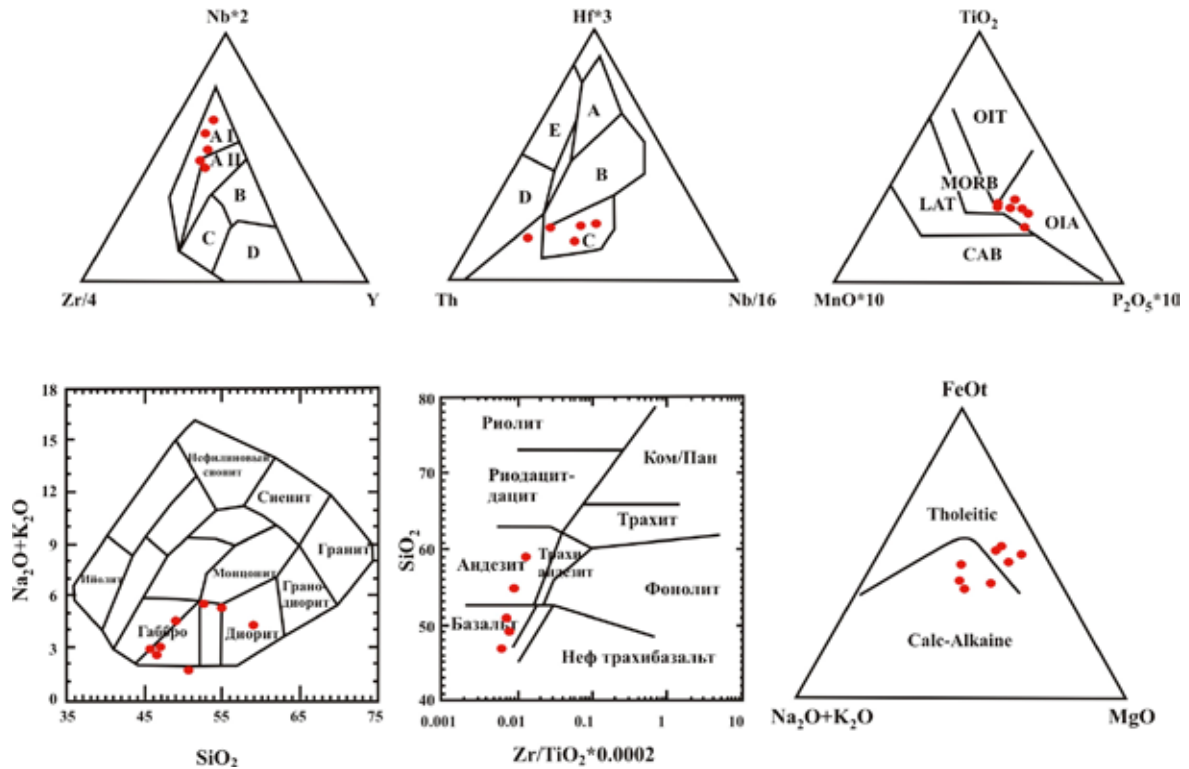 Nb*2
A I
A II
B
C
D
Zr/4
Y
Hf*3
A
E
B
D
C
Th
Nb/16
TiO₂
OIT
MORB
LAT
OIA
CAB
MnO*10
P₂O₅*10
18
15
12
9
6
3
0
Na₂O+K₂O
Нефилиновый
сионит
Сиенит
Гранит
Ийолит
Монцонит
Грано-
диорит
Габбро
Диорит
35
45
55
65
75
SiO₂
80
70
60
50
40
SiO₂
Риолит
Ком/Пан
Риодацит-
дацит
Трахит
Трахи
андезит
Андезит
Фонолит
Базальт
Неф трахибазальт
0.001
0.01
0.1
1
10
Zr/TiO₂*0.0002
FeOt
Tholeitic
Calc-Alkaine
Na₂O+K₂O
MgO